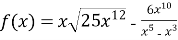 f(x) = x√(25x¹²) - 6x¹⁰/(x⁵ - x³)